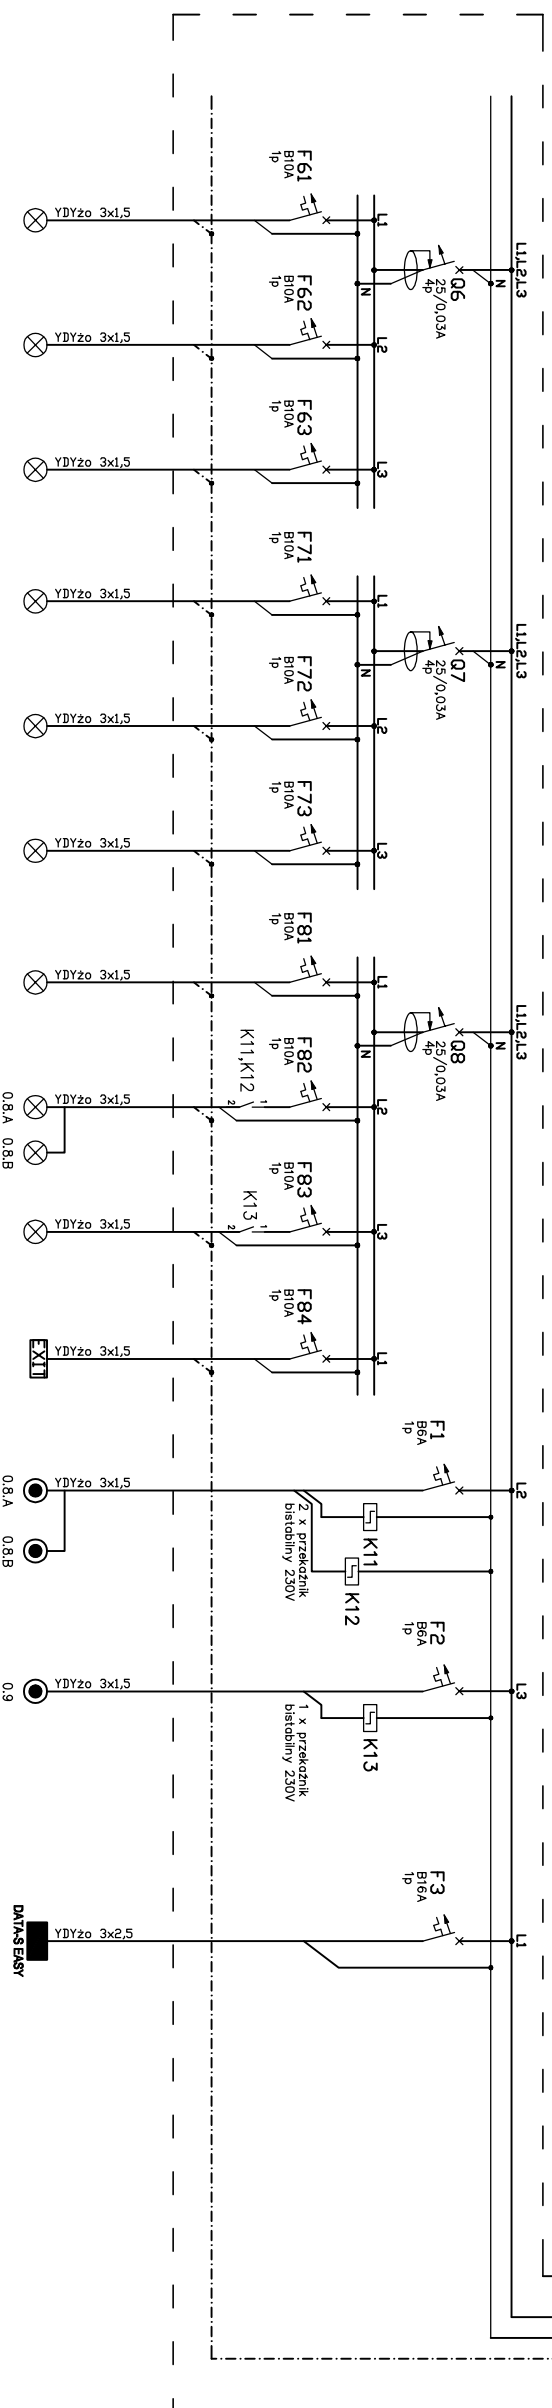 L1,L2,L3
N
Q6
25/0,03A
4p
N
L1
F61
B10A
1p
YDYżo 3x1,5
L2
F62
B10A
1p
YDYżo 3x1,5
L3
F63
B10A
1p
YDYżo 3x1,5
L1,L2,L3
N
Q7
25/0,03A
4p
N
L1
F71
B10A
1p
YDYżo 3x1,5
L2
F72
B10A
1p
YDYżo 3x1,5
L3
F73
B10A
1p
YDYżo 3x1,5
L1,L2,L3
N
Q8
25/0,03A
4p
N
L1
F81
B10A
1p
YDYżo 3x1,5
L2
F82
B10A
1p
K11,K12
1
2
YDYżo 3x1,5
0.8.A
0.8.B
L3
F83
B10A
1p
K13
1
2
YDYżo 3x1,5
L1
F84
B10A
1p
YDYżo 3x1,5
EXIT
L2
F1
B6A
1p
K11
K12
2 x przekaźnik
bistabilny 230V
YDYżo 3x1,5
0.8.A
0.8.B
L3
F2
B6A
1p
K13
1 x przekaźnik
bistabilny 230V
YDYżo 3x1,5
0.9
L1
F3
B16A
1p
YDYżo 3x2,5
DATA-S EASY